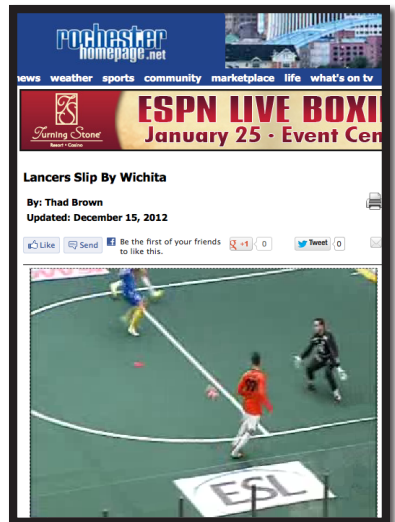 rochester
homepage.net
news weather sports community marketplace life what's on tv
Turning Stone
Resort • Casino
ESPN LIVE BOXI
January 25 · Event Cen
Lancers Slip By Wichita
By: Thad Brown
Updated: December 15, 2012
Like Send Be the first of your friends
to like this.
+1 0 Tweet 0
ESL